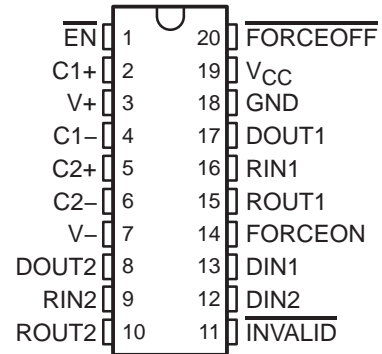 EN 1 20 FORCEOFF
C1+ 2 19 VCC
V+ 3 18 GND
C1− 4 17 DOUT1
C2+ 5 16 RIN1
C2− 6 15 ROUT1
V− 7 14 FORCEON
DOUT2 8 13 DIN1
RIN2 9 12 DIN2
ROUT2 10 11 INVALID